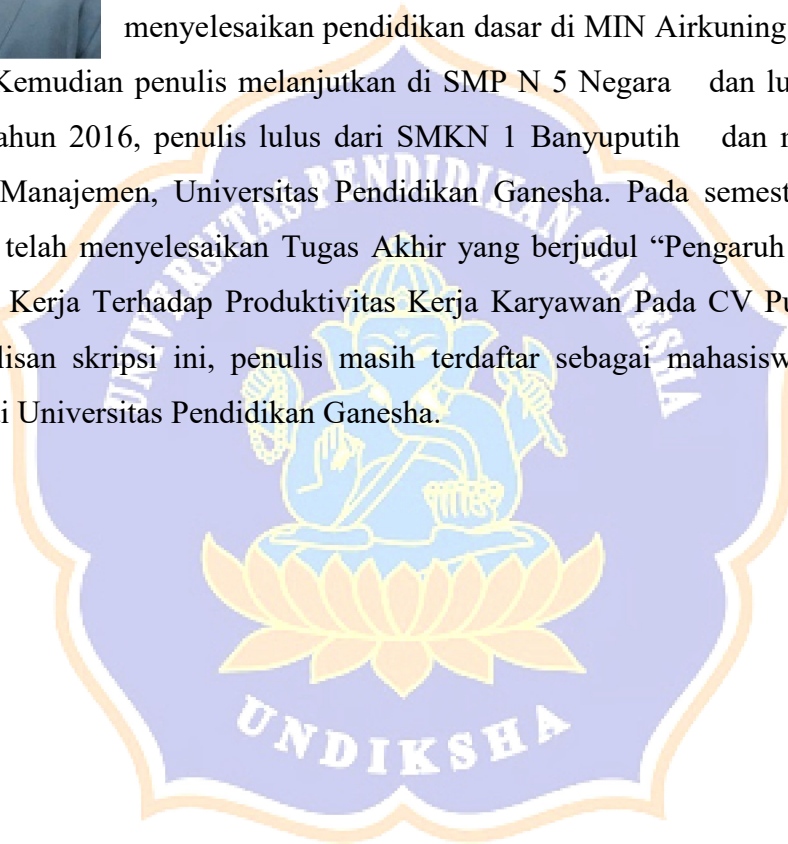 menyelesaikan pendidikan dasar di MIN Airkuning
Kemudian penulis melanjutkan di SMP N 5 Negara dan lu
ahun 2016, penulis lulus dari SMKN 1 Banyuputih dan
Manajemen, Universitas Pendidikan Ganesha. Pada semest
telah menyelesaikan Tugas Akhir yang berjudul “Pengaruh
Kerja Terhadap Produktivitas Kerja Karyawan Pada CV Pu
lisan skripsi ini, penulis masih terdaftar sebagai mahasisw
i Universitas Pendidikan Ganesha.
UNIVERSITAS PENDIDIKAN GANESHA
UNDIKSHA